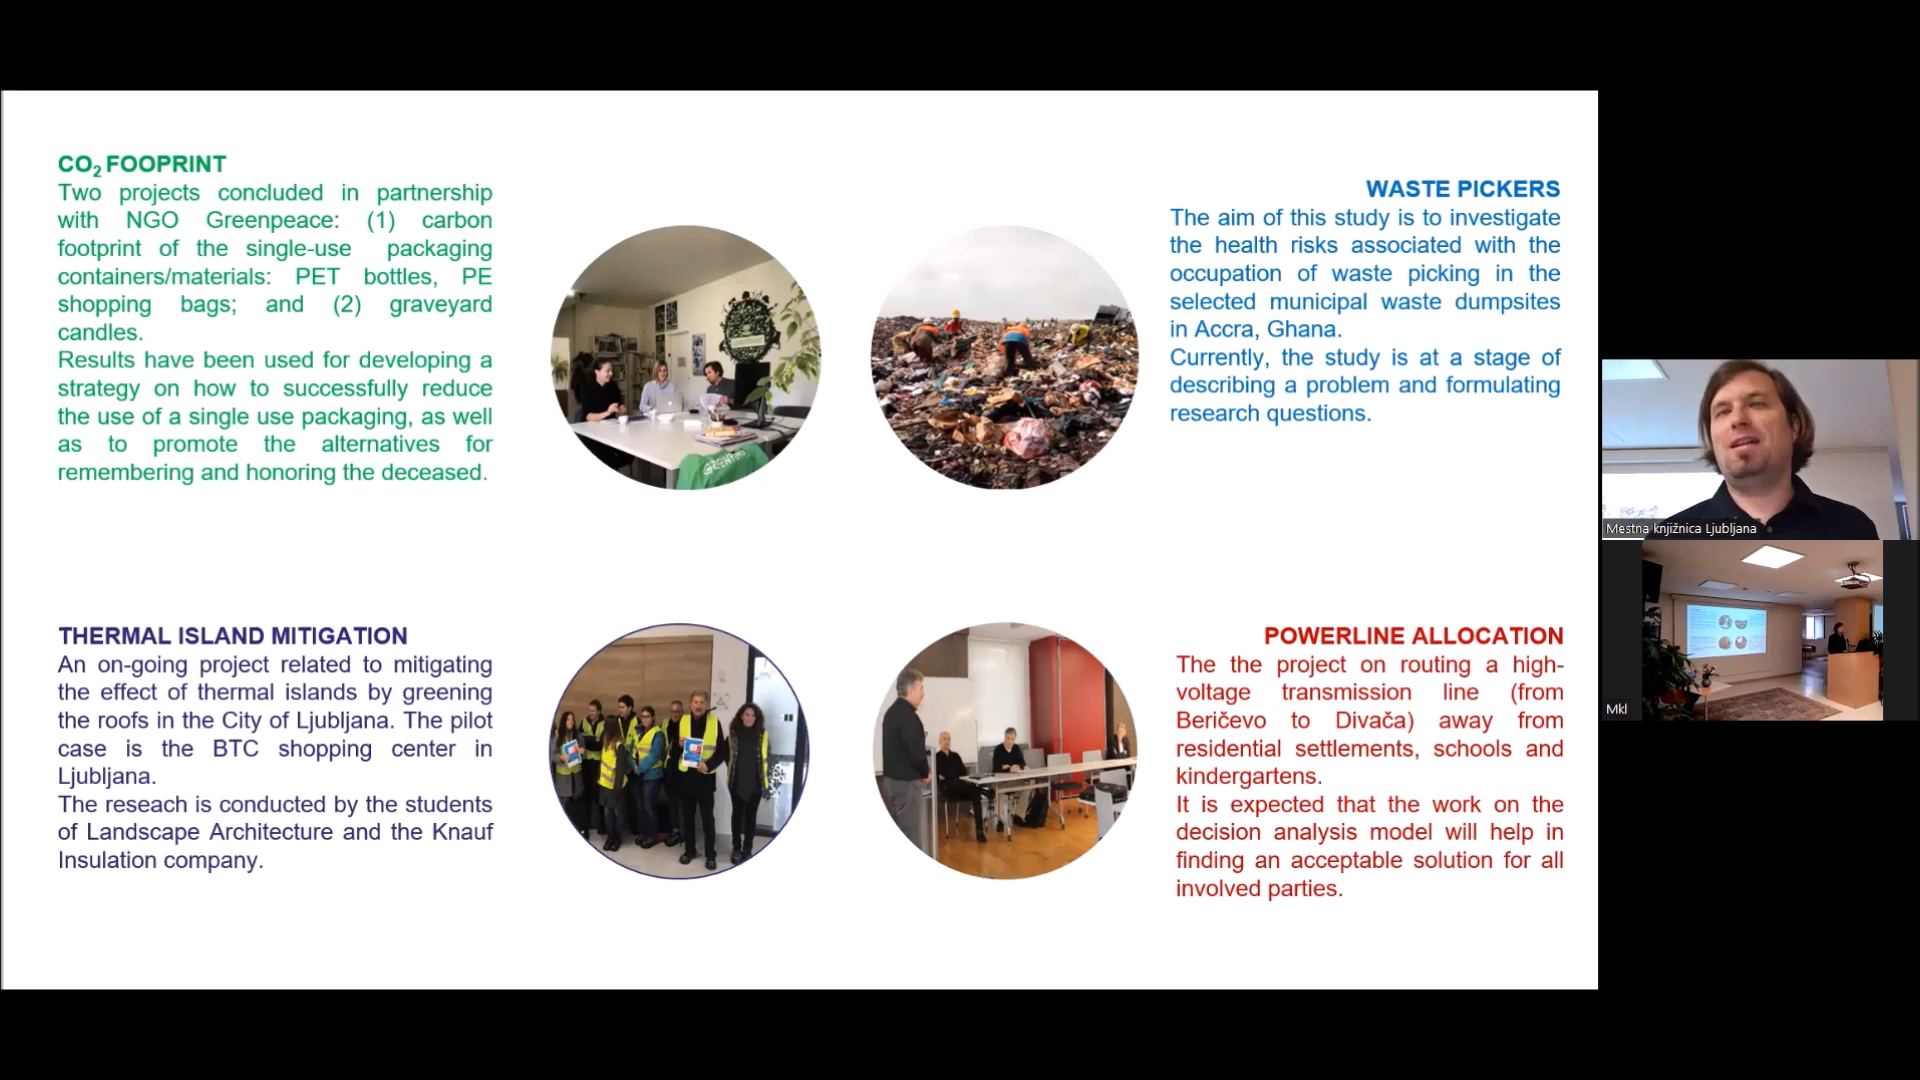 CO2 FOOPRINT
Two projects concluded in partnership
with NGO Greenpeace: (1) carbon
footprint of the single-use packaging
containers/materials: PET bottles, PE
shopping bags; and (2) graveyard
candles.
Results have been used for developing a
strategy on how to successfully reduce
the use of a single use packaging, as well
as to promote the alternatives for
remembering and honoring the deceased.
WASTE PICKERS
The aim of this study is to investigate
the health risks associated with the
occupation of waste picking in the
selected municipal waste dumpsites
in Accra, Ghana.
Currently, the study is at a stage of
describing a problem and formulating
research questions.
THERMAL ISLAND MITIGATION
An on-going project related to mitigating
the effect of thermal islands by greening
the roofs in the City of Ljubljana. The pilot
case is the BTC shopping center in
Ljubljana.
The reseach is conducted by the students
of Landscape Architecture and the Knauf
Insulation company.
POWERLINE ALLOCATION
The the project on routing a high-
voltage transmission line (from
Beričevo to Divača) away from
residential settlements, schools and
kindergartens.
It is expected that the work on the
decision analysis model will help in
finding an acceptable solution for all
involved parties.
Mestna knjižnica Ljubljana
Mkl